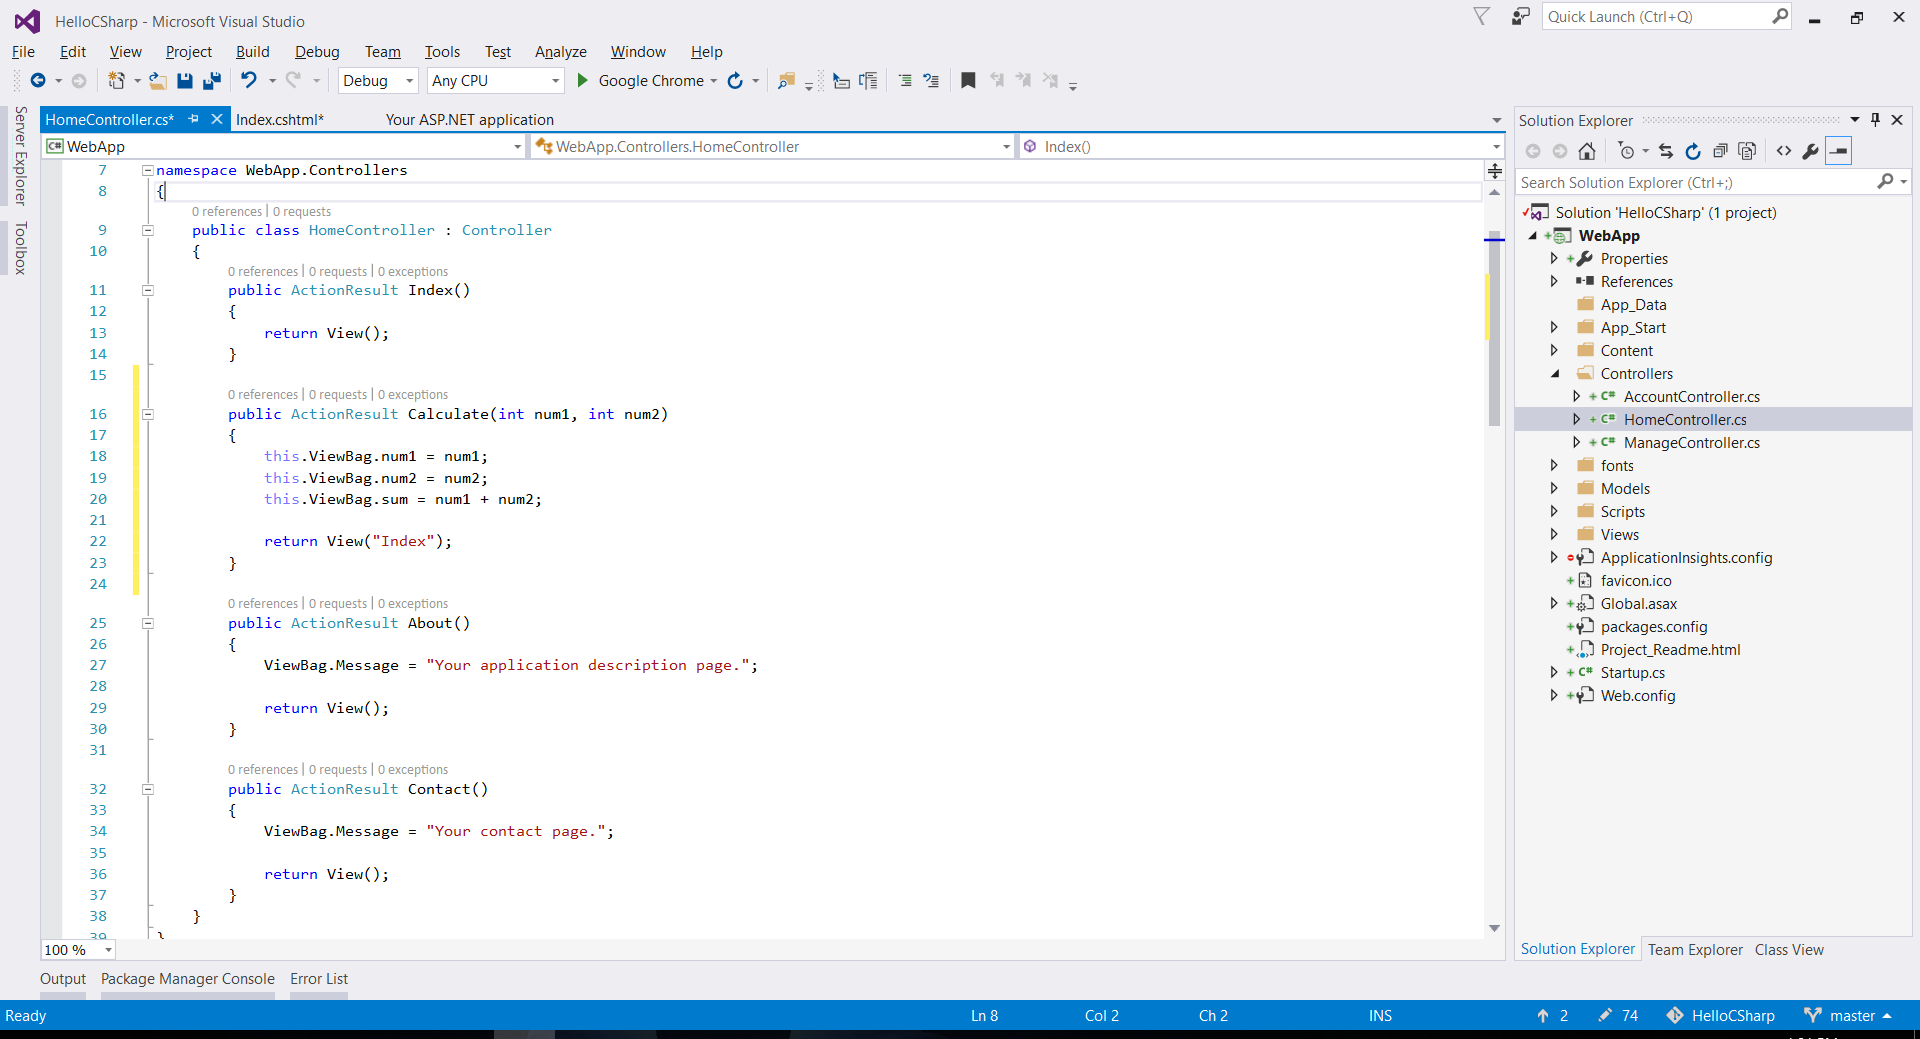 HelloCSharp - Microsoft Visual Studio
Quick Launch (Ctrl+Q)
File Edit View Project Build Debug Team Tools Test Analyze Window Help
Debug Any CPU Google Chrome
Server Explorer
Toolbox
HomeController.cs* Index.cshtml* Your ASP.NET application
C# WebApp WebApp.Controllers.HomeController Index()
7 namespace WebApp.Controllers
8 {
0 references | 0 requests
9 public class HomeController : Controller
10 {
0 references | 0 requests | 0 exceptions
11 public ActionResult Index()
12 {
13 return View();
14 }
15
0 references | 0 requests | 0 exceptions
16 public ActionResult Calculate(int num1, int num2)
17 {
18 this.ViewBag.num1 = num1;
19 this.ViewBag.num2 = num2;
20 this.ViewBag.sum = num1 + num2;
21
22 return View("Index");
23 }
24
0 references | 0 requests | 0 exceptions
25 public ActionResult About()
26 {
27 ViewBag.Message = "Your application description page.";
28
29 return View();
30 }
31
0 references | 0 requests | 0 exceptions
32 public ActionResult Contact()
33 {
34 ViewBag.Message = "Your contact page.";
35
36 return View();
37 }
38 }
39 }
100 %
Solution Explorer
Search Solution Explorer (Ctrl+;)
Solution 'HelloCSharp' (1 project)
WebApp
Properties
References
App_Data
App_Start
Content
Controllers
C# AccountController.cs
C# HomeController.cs
C# ManageController.cs
fonts
Models
Scripts
Views
ApplicationInsights.config
favicon.ico
Global.asax
packages.config
Project_Readme.html
C# Startup.cs
Web.config
Solution Explorer Team Explorer Class View
Output Package Manager Console Error List
Ready Ln 8 Col 2 Ch 2 INS 2 74 HelloCSharp master